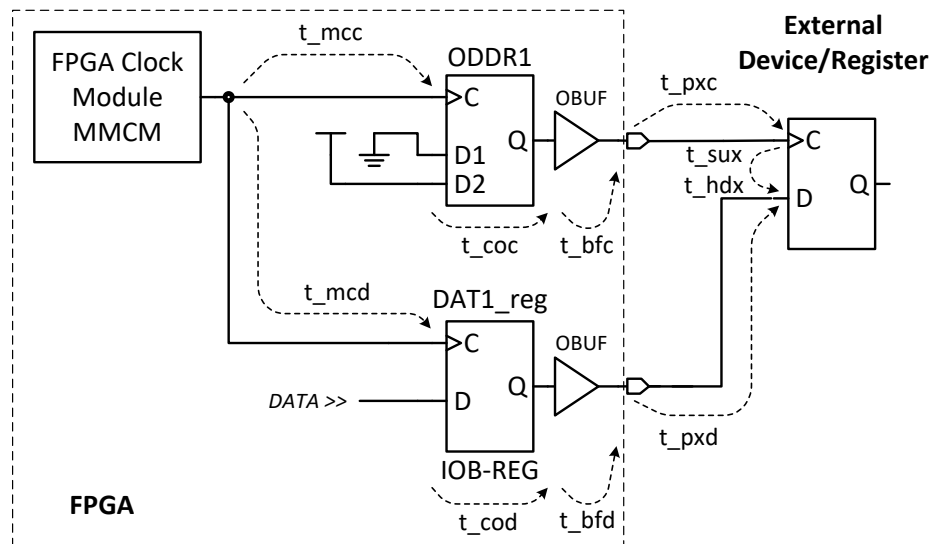 t_mcc
External
Device/Register
ODDR1
FPGA Clock
Module
MMCM
C
OBUF
t_pxc
Q
D1
D2
t_sux
t_hdx
C
D
Q
t_coc
t_bfc
t_mcd
DAT1_reg
C
OBUF
Q
DATA >>
D
t_pxd
IOB-REG
t_cod
t_bfd
FPGA